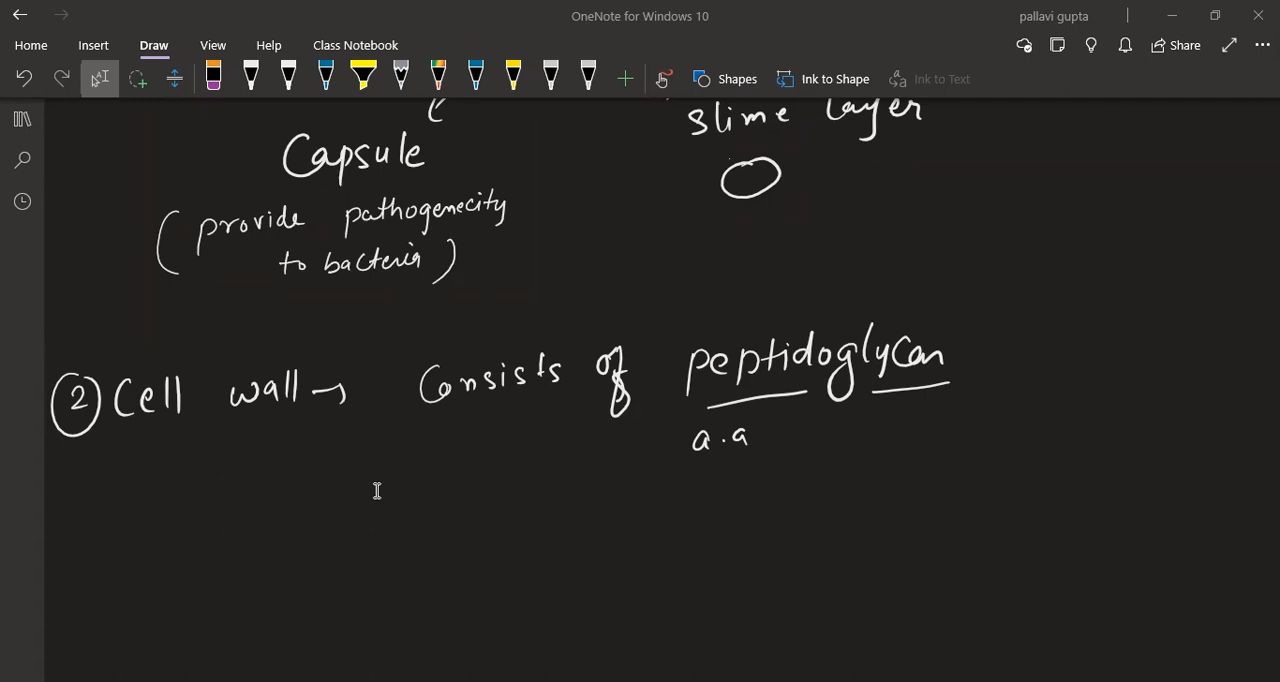 OneNote for Windows 10
pallavi gupta
Home Insert Draw View Help Class Notebook
Share
Shapes Ink to Shape Ink to Text
slime layer
Capsule
(provide pathogenecity
to bacteria)
② Cell wall → Consists of peptidoglycan
a.a